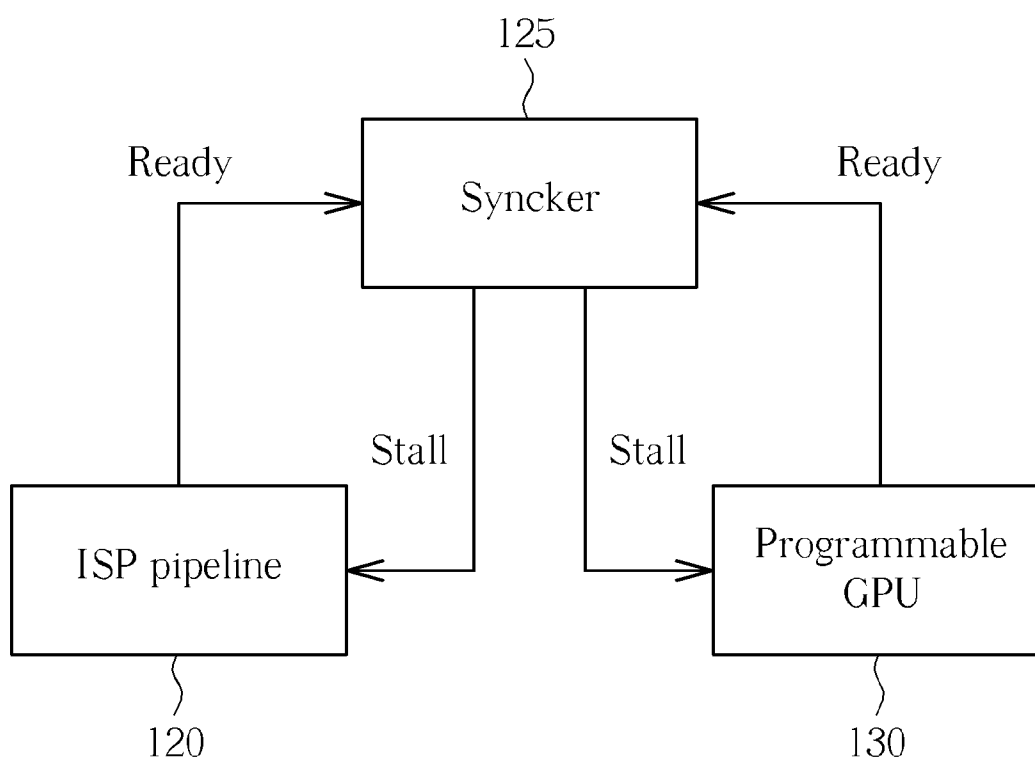 125
Ready
Ready
Syncker
Stall
Stall
ISP pipeline
Programmable
GPU
120
130